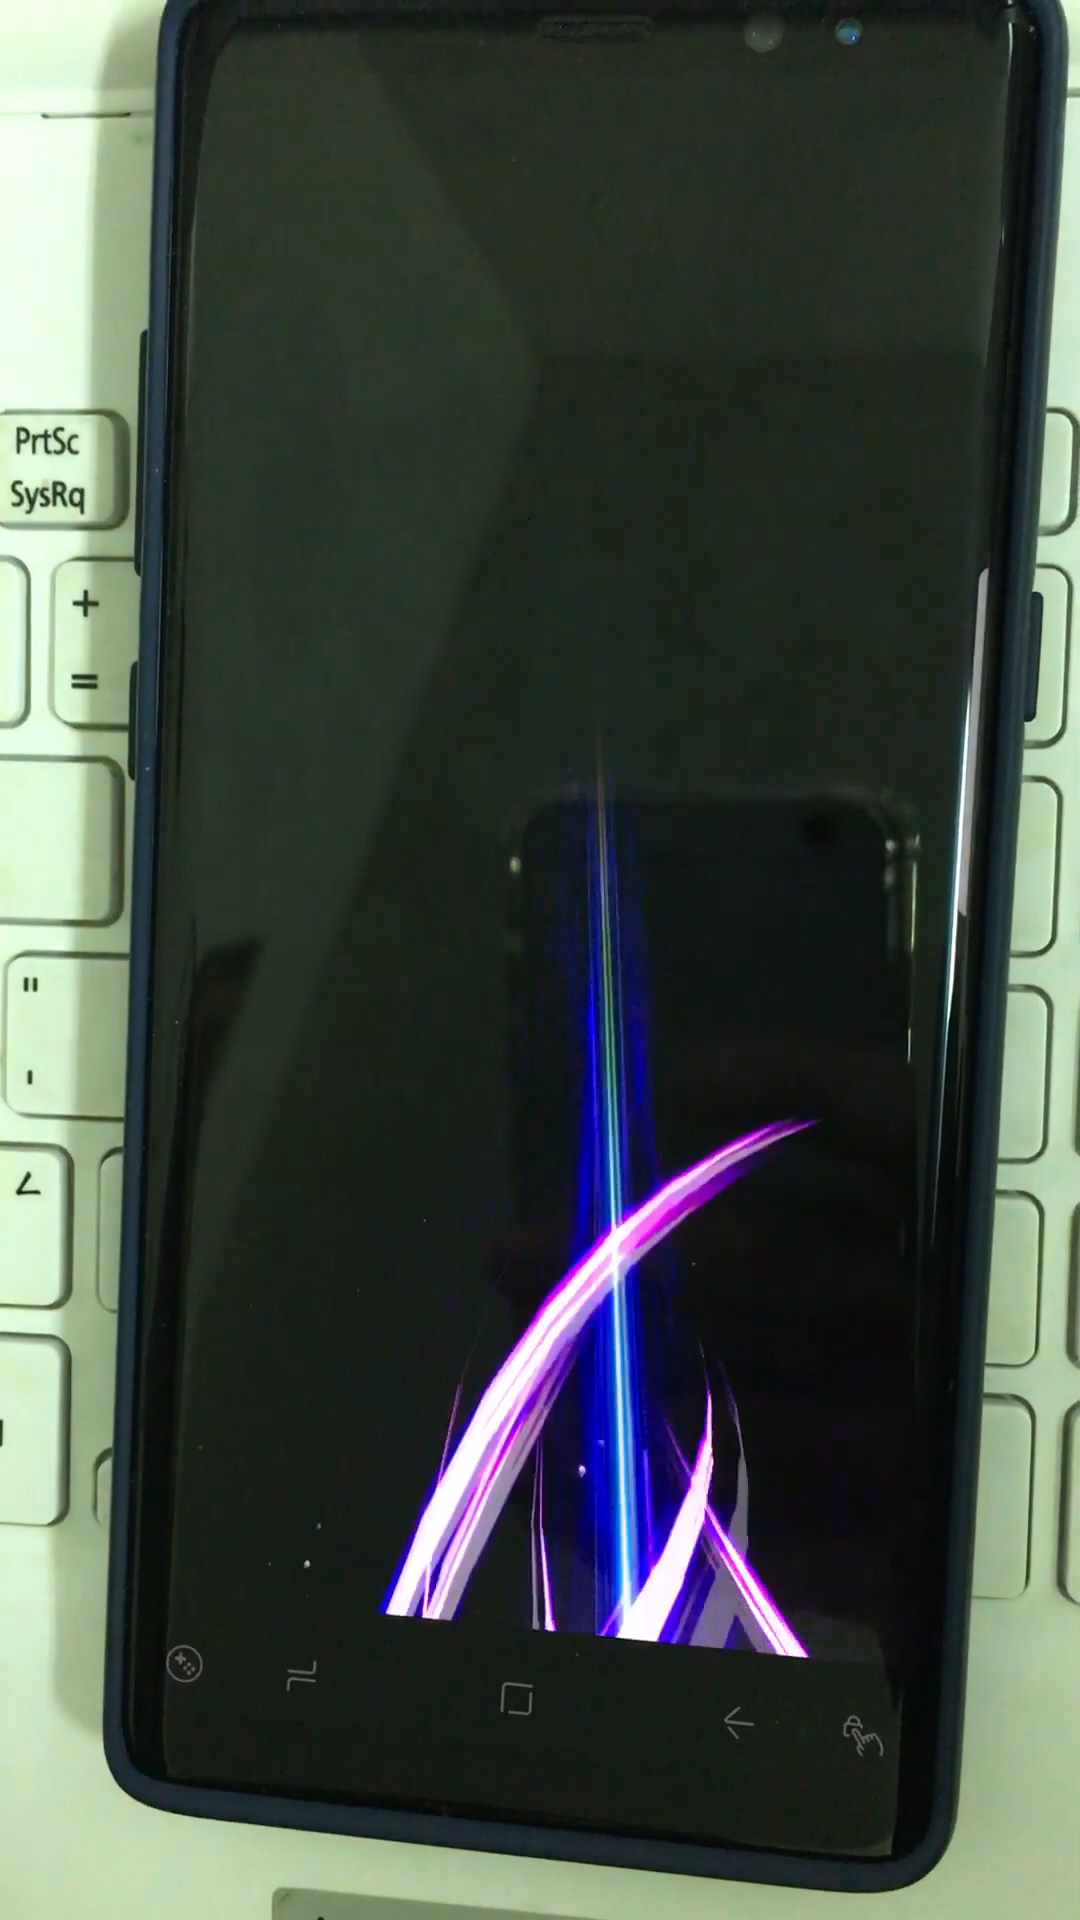 PrtSc
SysRq
+
=
"
'
<